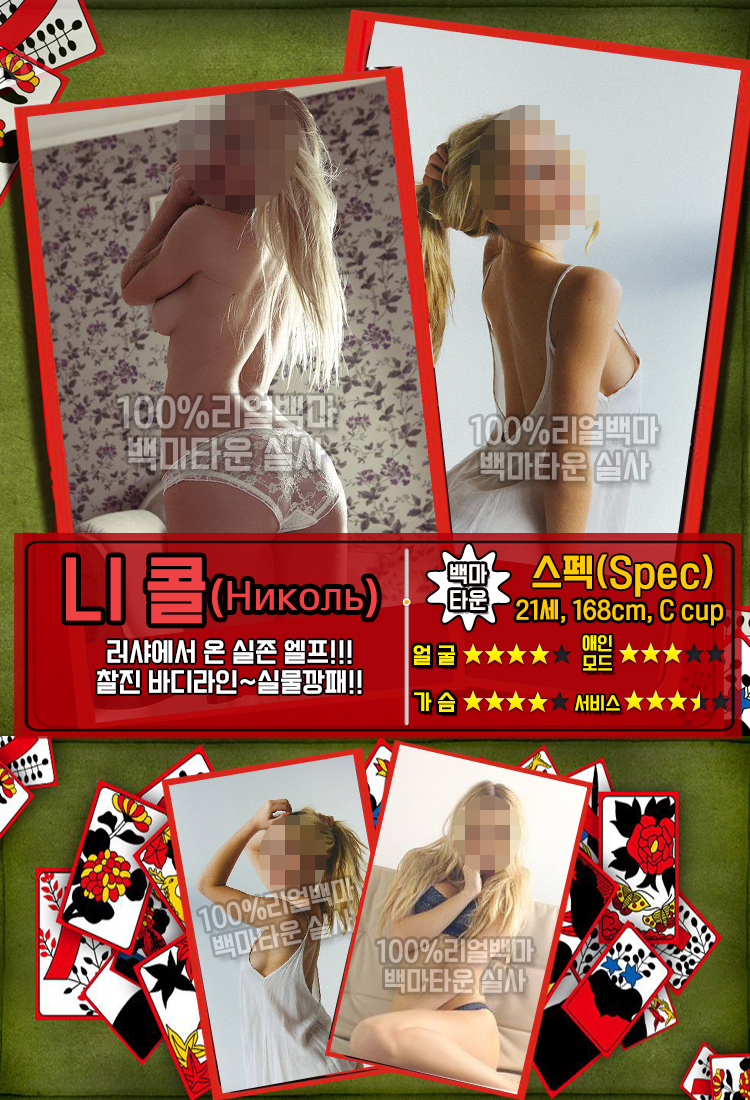 100%리얼백마
백마타운 실사
100%리얼백마
백마타운 실사
니 콜(Николь)
러샤에서 온 실존 엘프!!!
찰진 바디라인~실물깡패!!
백마
타운
스펙(Spec)
21세, 168cm, C cup
얼 굴 ★★★★★
애인
모드 ★★★★★
가 슴 ★★★★★
서비스 ★★★★★
100%리얼백마
백마타운 실사
100%리얼백마
백마타운 실사